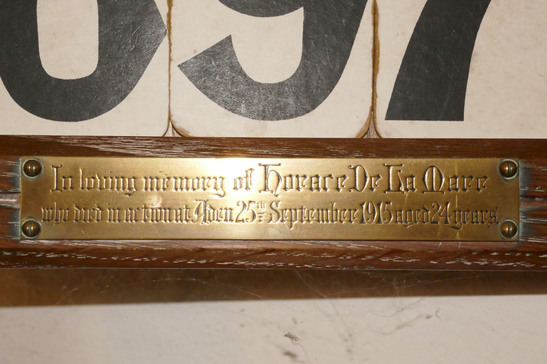 697
In loving memory of Horace De La Mare
who died in action at Aden 25th September 1915 aged 24 years